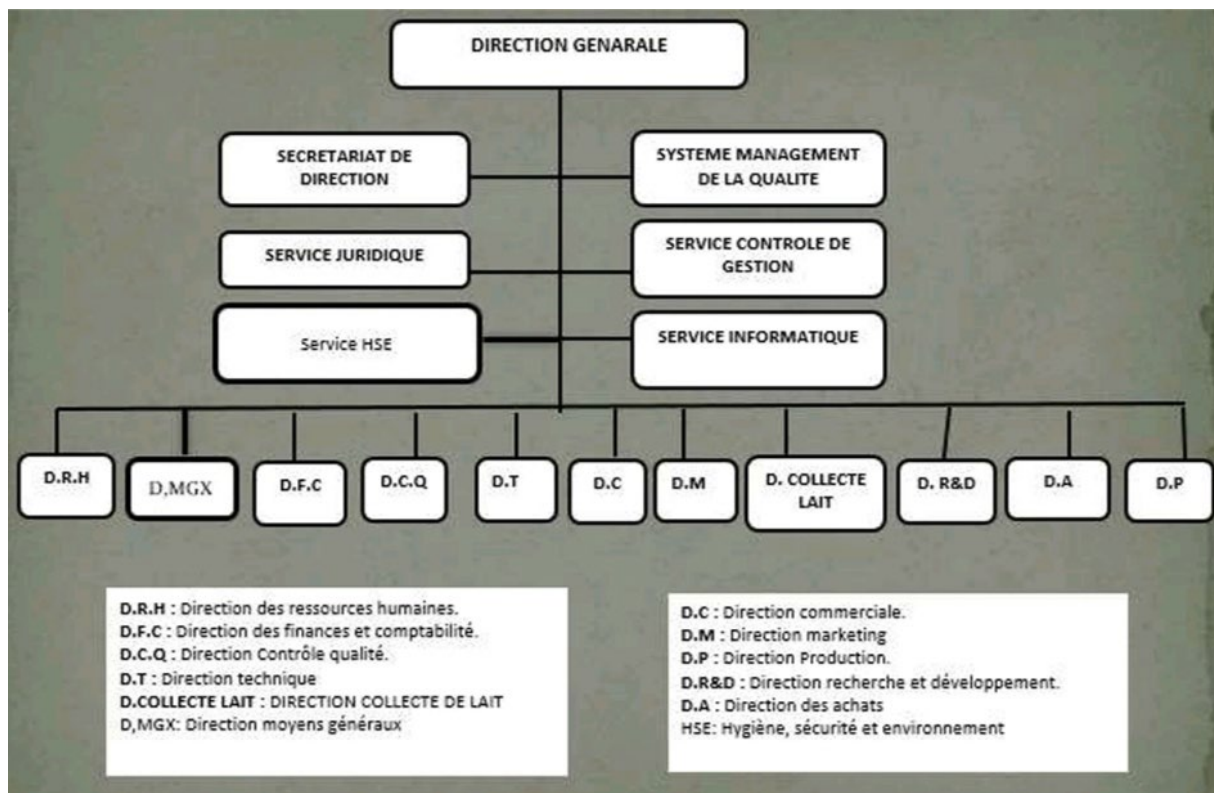 DIRECTION GENARALE
SECRETARIAT DE
DIRECTION
SYSTEME MANAGEMENT
DE LA QUALITE
SERVICE JURIDIQUE
SERVICE CONTROLE DE
GESTION
Service HSE
SERVICE INFORMATIQUE
D.R.H
D,MGX
D.F.C
D.C.Q
D.T
D.C
D.M
D. COLLECTE
LAIT
D. R&D
D.A
D.P
D.R.H : Direction des ressources humaines.
D.F.C : Direction des finances et comptabilité.
D.C.Q : Direction Contrôle qualité.
D.T : Direction technique
D.COLLECTE LAIT : DIRECTION COLLECTE DE LAIT
D,MGX: Direction moyens généraux
D.C : Direction commerciale.
D.M : Direction marketing
D.P : Direction Production.
D.R&D : Direction recherche et développement.
D.A : Direction des achats
HSE: Hygiène, sécurité et environnement